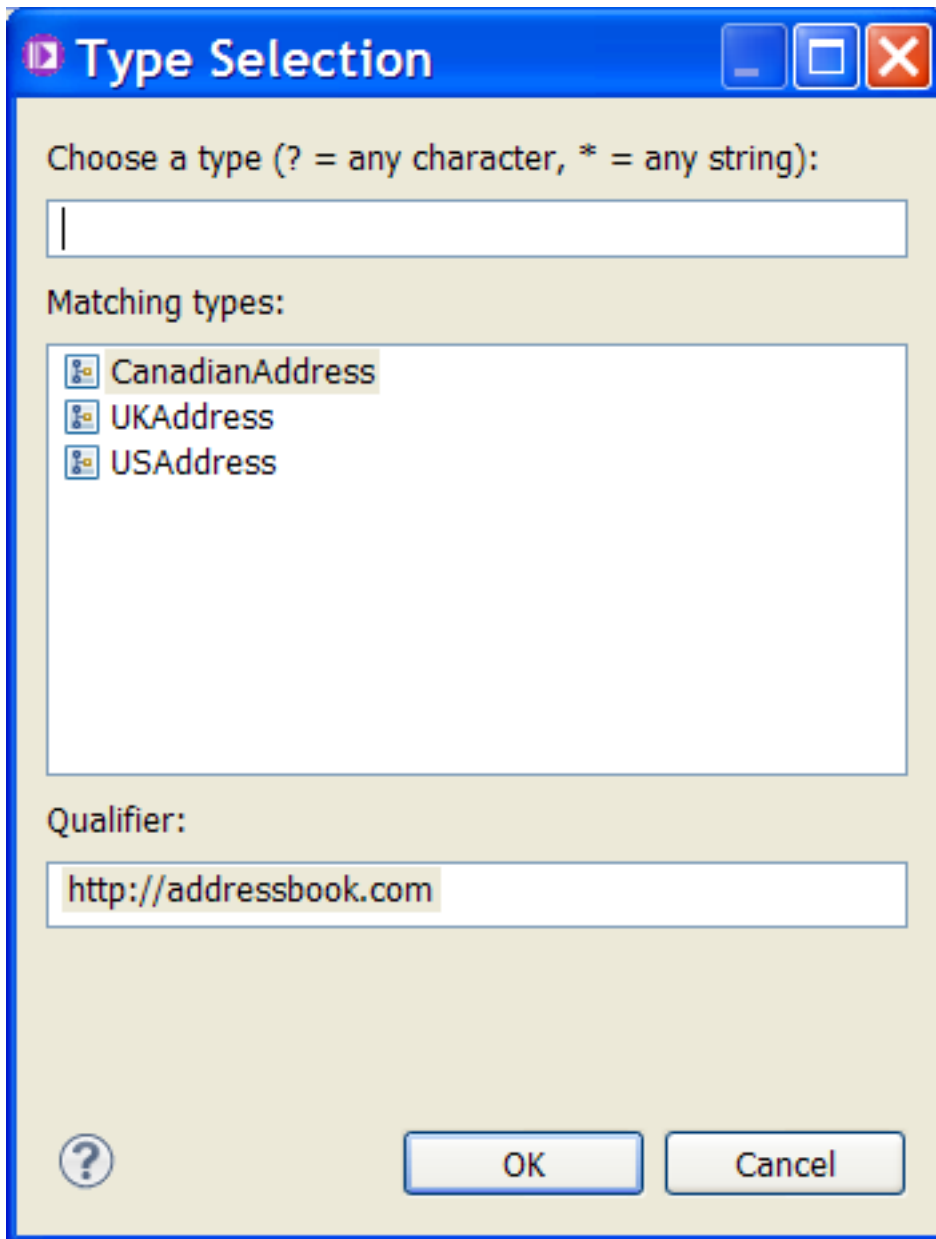 Type Selection
Choose a type (? = any character, * = any string):
Matching types:
CanadianAddress
UKAddress
USAddress
Qualifier:
http://addressbook.com
? OK Cancel